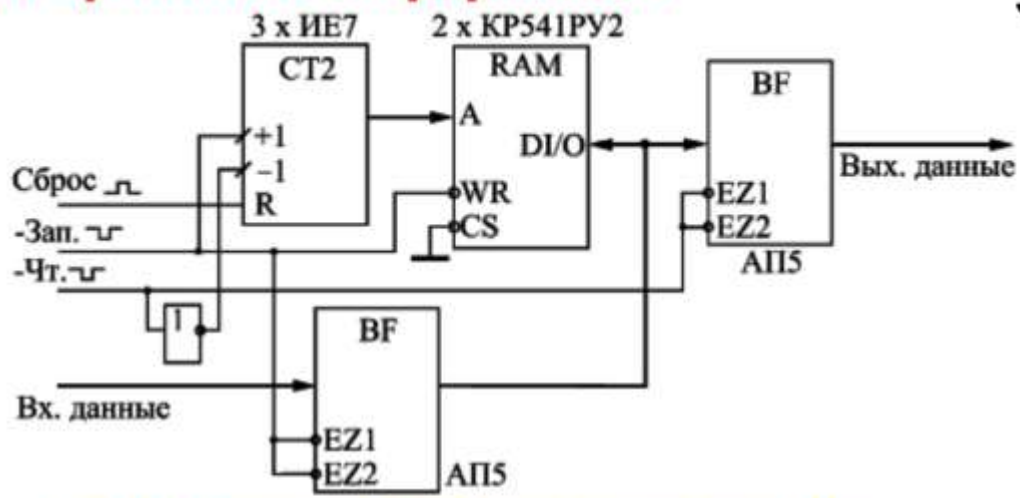 3 x ИЕ7
2 x КР541РУ2
CT2
+1
-1
R
RAM
A
DI/O
WR
CS
BF
EZ1
EZ2
АП5
Вых. данные
Сброс
-Зап.
-Чт.
1
BF
Вх. данные
EZ1
EZ2
АП5